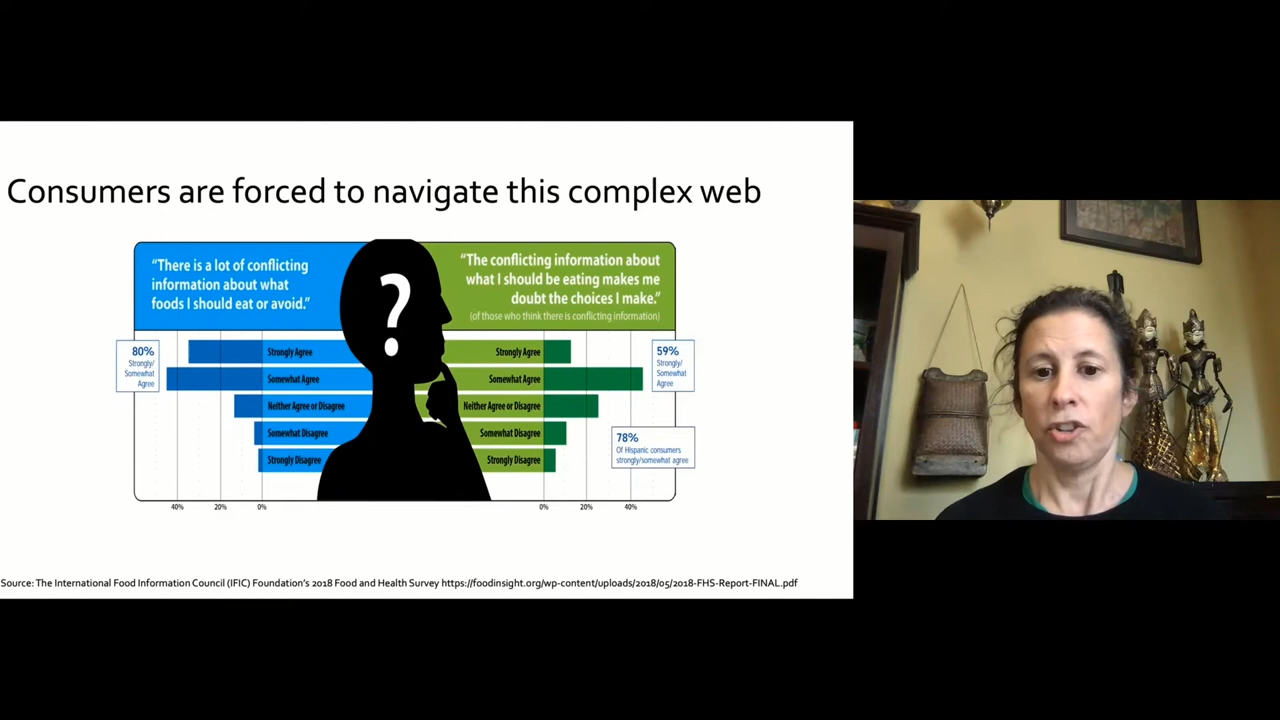 Consumers are forced to navigate this complex web
“There is a lot of conflicting
information about what
foods I should eat or avoid.”
?
“The conflicting information about
what I should be eating makes me
doubt the choices I make.”
(of those who think there is conflicting information)
80%
Strongly/
Somewhat
Agree
Strongly Agree
Somewhat Agree
Neither Agree or Disagree
Somewhat Disagree
Strongly Disagree
40% 20% 0%
Strongly Agree
Somewhat Agree
Neither Agree or Disagree
Somewhat Disagree
Strongly Disagree
0% 20% 40%
59%
Strongly/
Somewhat
Agree
78%
Of Hispanic consumers
strongly/somewhat agree
Source: The International Food Information Council (IFIC) Foundation’s 2018 Food and Health Survey https://foodinsight.org/wp-content/uploads/2018/05/2018-FHS-Report-FINAL.pdf